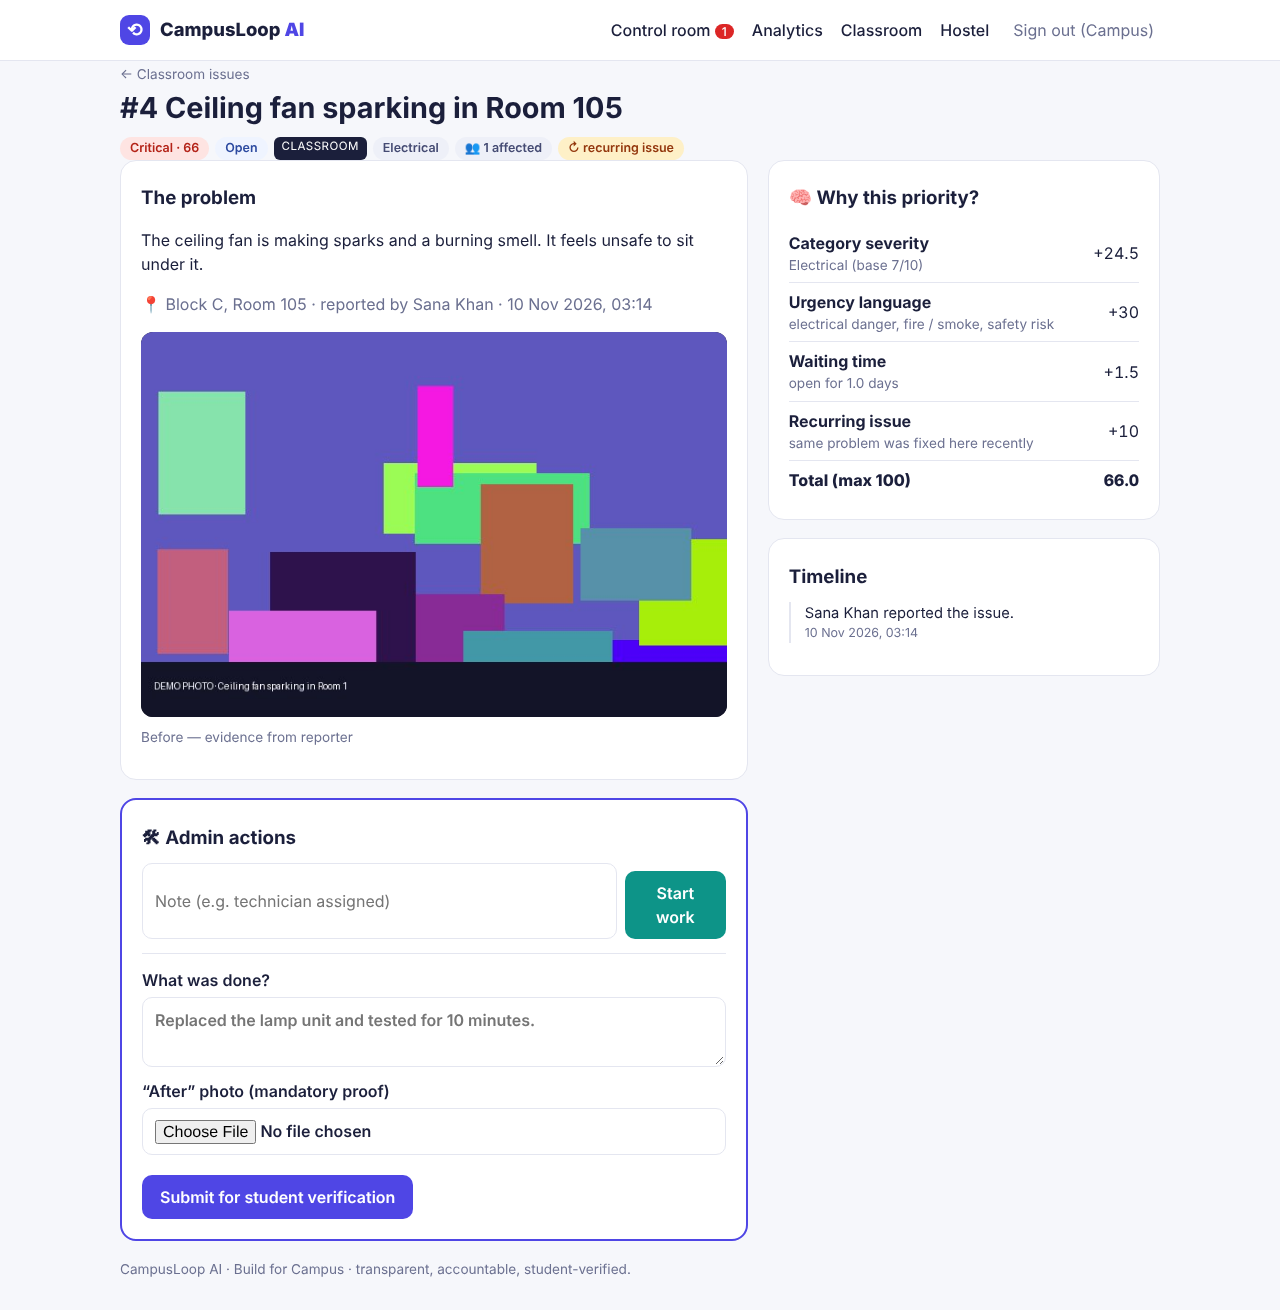 CampusLoop AI
Control room 1 Analytics Classroom Hostel Sign out (Campus)
← Classroom issues
#4 Ceiling fan sparking in Room 105
Critical · 66 Open CLASSROOM Electrical 👥 1 affected ↻ recurring issue
The problem
The ceiling fan is making sparks and a burning smell. It feels unsafe to sit
under it.
📍 Block C, Room 105 · reported by Sana Khan · 10 Nov 2026, 03:14
DEMO PHOTO · Ceiling fan sparking in Room 1
Before — evidence from reporter
🛠 Admin actions
Note (e.g. technician assigned)
Start
work
What was done?
Replaced the lamp unit and tested for 10 minutes.
“After” photo (mandatory proof)
Choose File No file chosen
Submit for student verification
🧠 Why this priority?
Category severity
Electrical (base 7/10)
+24.5
Urgency language
electrical danger, fire / smoke, safety risk
+30
Waiting time
open for 1.0 days
+1.5
Recurring issue
same problem was fixed here recently
+10
Total (max 100) 66.0
Timeline
Sana Khan reported the issue.
10 Nov 2026, 03:14
CampusLoop AI · Build for Campus · transparent, accountable, student-verified.